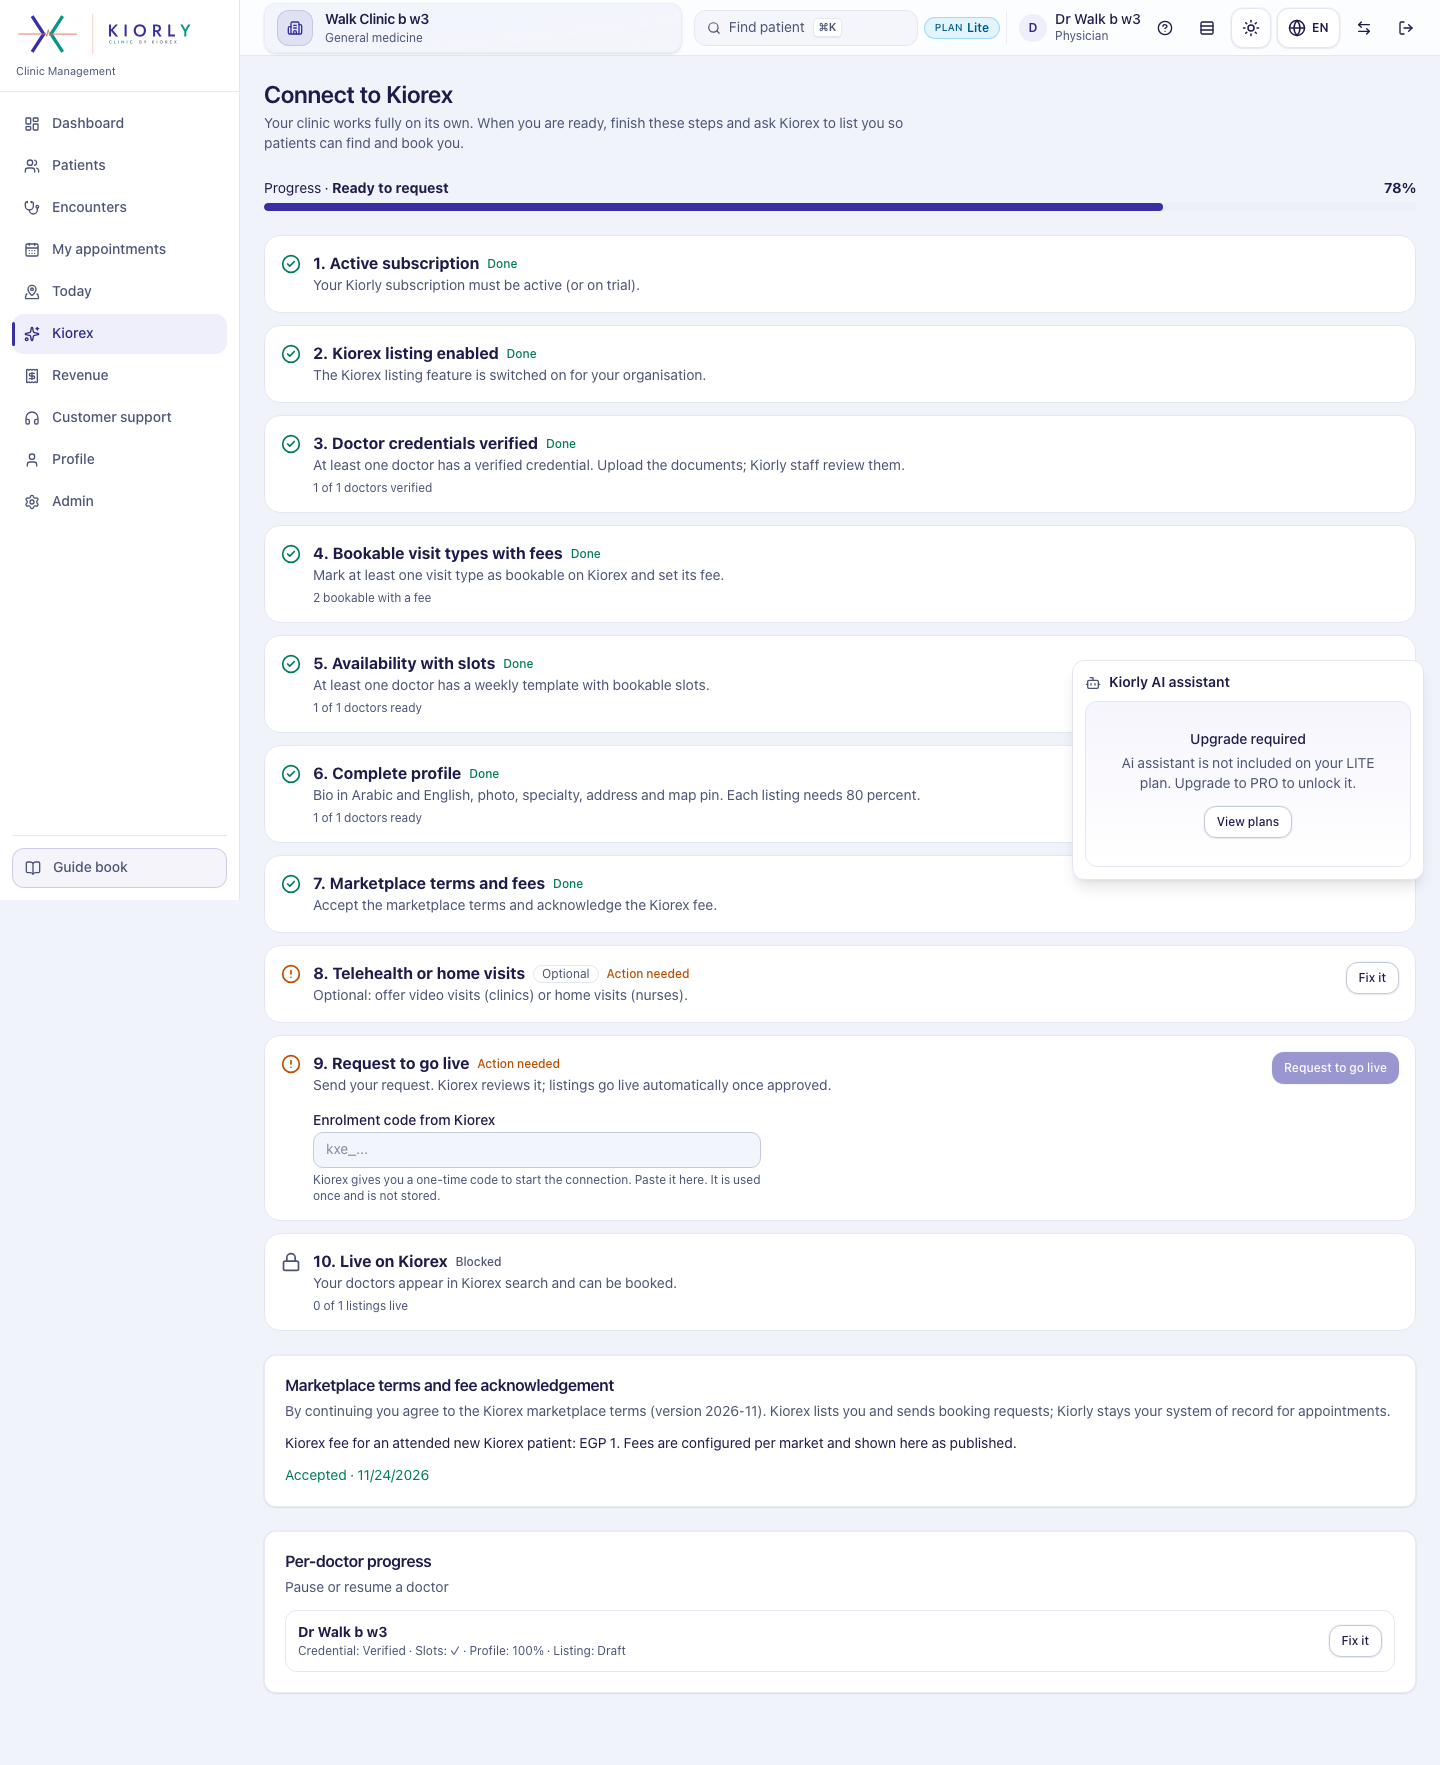 KIORLY
CLINIC BY KIOREX
Clinic Management
Walk Clinic b w3
General medicine
Find patient ⌘K
PLAN Lite
D
Dr Walk b w3
Physician
EN
Dashboard
Patients
Encounters
My appointments
Today
Kiorex
Revenue
Customer support
Profile
Admin
Guide book
Connect to Kiorex
Your clinic works fully on its own. When you are ready, finish these steps and ask Kiorex to list you so
patients can find and book you.
Progress · Ready to request
78%
1. Active subscription Done
Your Kiorly subscription must be active (or on trial).
2. Kiorex listing enabled Done
The Kiorex listing feature is switched on for your organisation.
3. Doctor credentials verified Done
At least one doctor has a verified credential. Upload the documents; Kiorly staff review them.
1 of 1 doctors verified
4. Bookable visit types with fees Done
Mark at least one visit type as bookable on Kiorex and set its fee.
2 bookable with a fee
5. Availability with slots Done
At least one doctor has a weekly template with bookable slots.
1 of 1 doctors ready
6. Complete profile Done
Bio in Arabic and English, photo, specialty, address and map pin. Each listing needs 80 percent.
1 of 1 doctors ready
7. Marketplace terms and fees Done
Accept the marketplace terms and acknowledge the Kiorex fee.
Kiorly AI assistant
Upgrade required
Ai assistant is not included on your LITE
plan. Upgrade to PRO to unlock it.
View plans
8. Telehealth or home visits Optional Action needed
Optional: offer video visits (clinics) or home visits (nurses).
Fix it
9. Request to go live Action needed
Send your request. Kiorex reviews it; listings go live automatically once approved.
Request to go live
Enrolment code from Kiorex
kxe_...
Kiorex gives you a one-time code to start the connection. Paste it here. It is used
once and is not stored.
10. Live on Kiorex Blocked
Your doctors appear in Kiorex search and can be booked.
0 of 1 listings live
Marketplace terms and fee acknowledgement
By continuing you agree to the Kiorex marketplace terms (version 2026-11). Kiorex lists you and sends booking requests; Kiorly stays your system of record for appointments.
Kiorex fee for an attended new Kiorex patient: EGP 1. Fees are configured per market and shown here as published.
Accepted · 11/24/2026
Per-doctor progress
Pause or resume a doctor
Dr Walk b w3
Credential: Verified · Slots: ✓ · Profile: 100% · Listing: Draft
Fix it